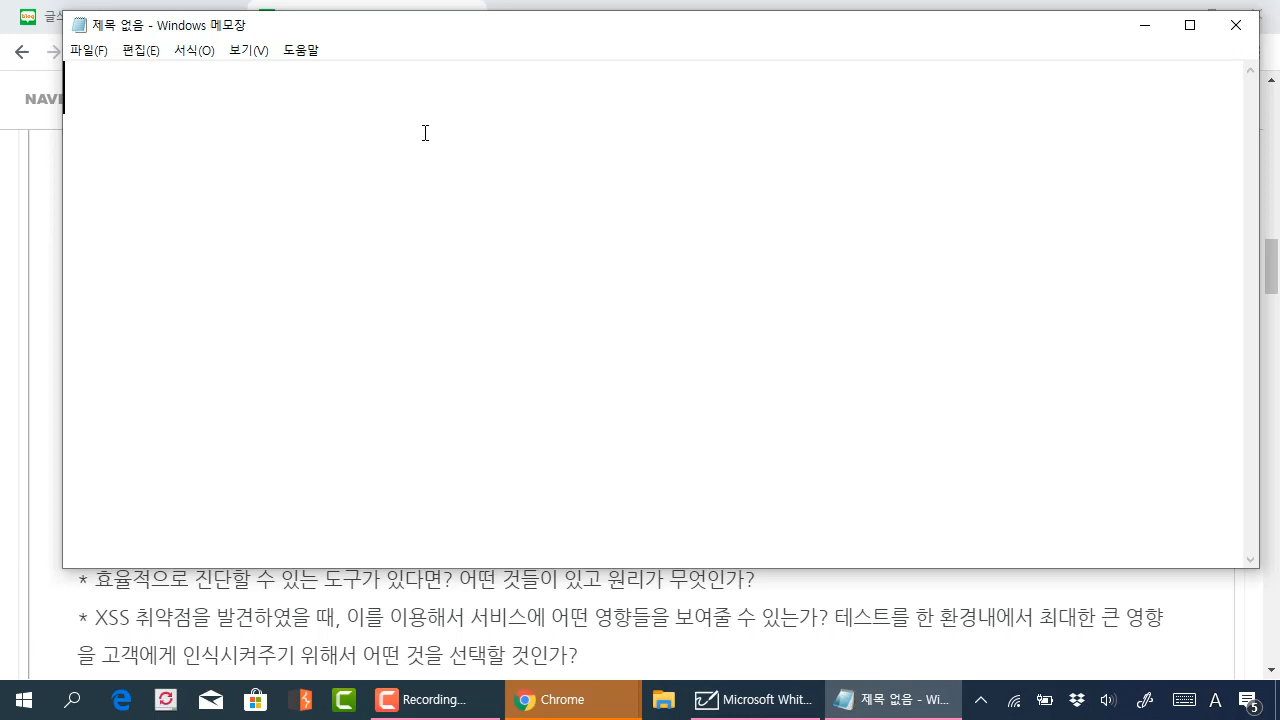 blog 글쓰
제목 없음 - Windows 메모장
파일(F) 편집(E) 서식(O) 보기(V) 도움말
NAVE
* 효율적으로 진단할 수 있는 도구가 있다면? 어떤 것들이 있고 원리가 무엇인가?
* XSS 취약점을 발견하였을 때, 이를 이용해서 서비스에 어떤 영향들을 보여줄 수 있는가? 테스트를 한 환경내에서 최대한 큰 영향
을 고객에게 인식시켜주기 위해서 어떤 것을 선택할 것인가?
Recording... Chrome Microsoft Whit... 제목 없음 - Wi... A 5